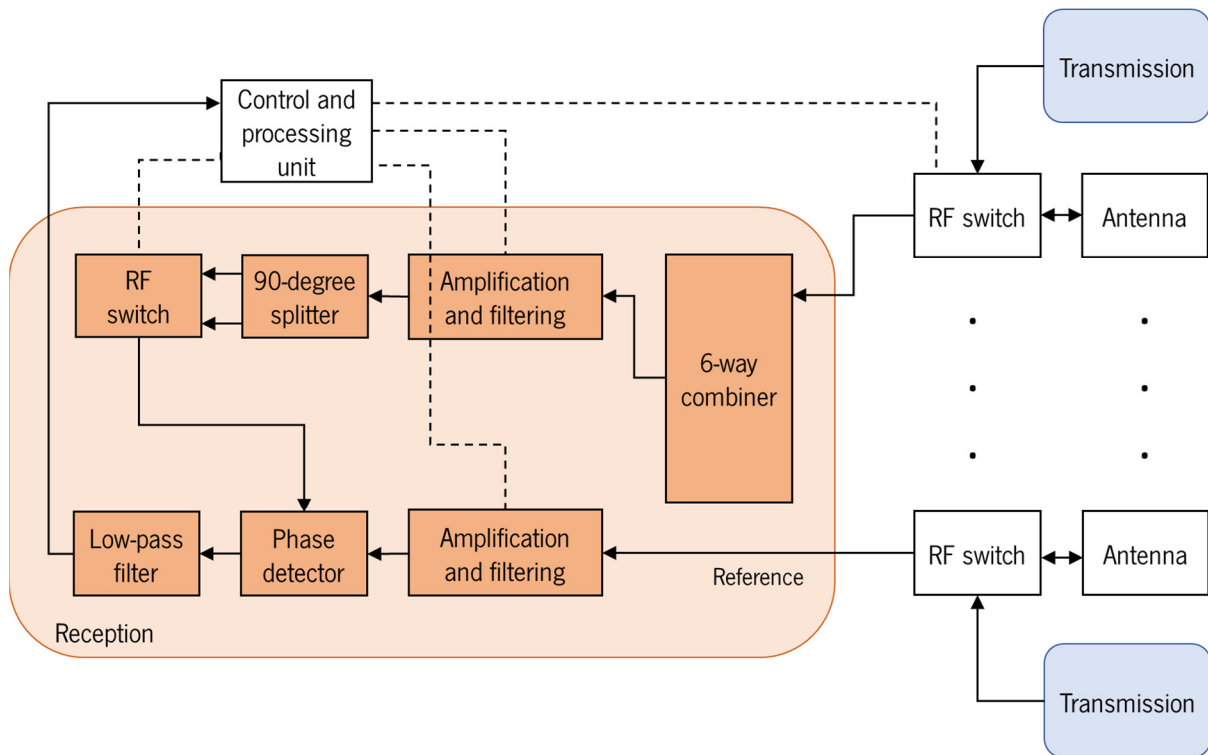 Transmission
Control and
processing
unit
RF switch
Antenna
RF
switch
90-degree
splitter
Amplification
and filtering
6-way
combiner
Low-pass
filter
Phase
detector
Amplification
and filtering
Reference
RF switch
Antenna
Reception
Transmission